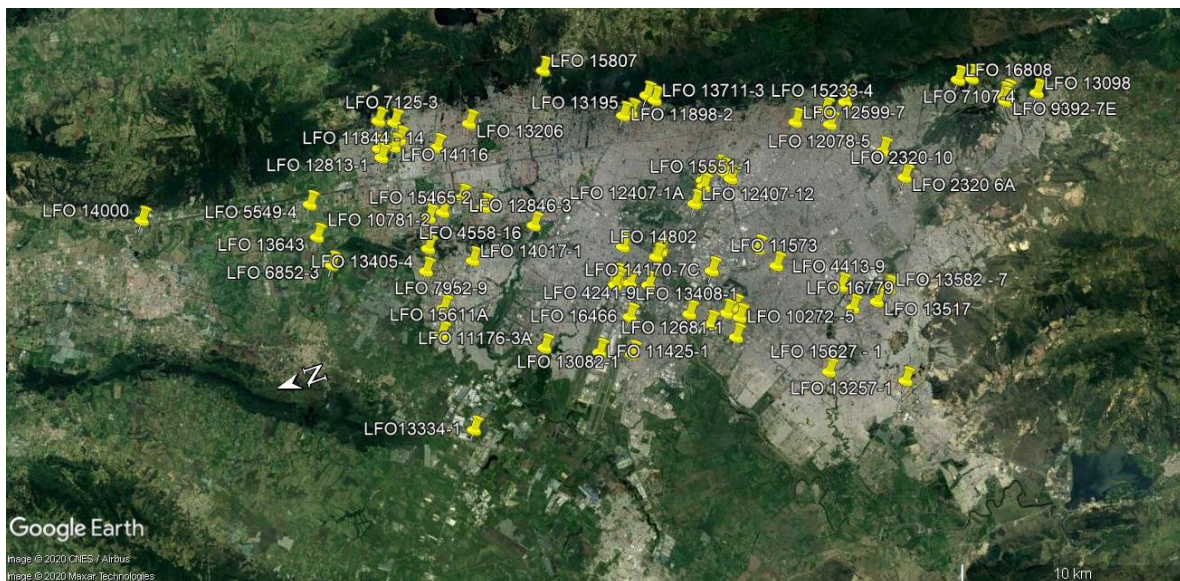 LFO 15807
LFO 16808
LFO 13711-3
LFO 15233-4
LFO 13098
LFO 7125-3
LFO 13195
LFO 7107-4
LFO 9392-7E
LFO 11898-2
LFO 12599-7
LFO 13206
LFO 11844 - 14
LFO 12078-5
LFO 14116
LFO 2320-10
LFO 12813-1
LFO 15551-1
LFO 2320 6A
LFO 12407-1A
LFO 12407-12
LFO 15465-2
LFO 12846-3
LFO 14000
LFO 5549-4
LFO 10781-2
LFO 4558-16
LFO 14802
LFO 13643
LFO 14017-1
LFO 11573
LFO 13405-4
LFO 6852-3
LFO 14170-7C
LFO 4413-9
LFO 13582 - 7
LFO 7952-9
LFO 4241-9
LFO 13408-1
LFO 16779
LFO 13517
LFO 15611A
LFO 16466
LFO 10272 -5
LFO 12681-1
LFO 11176-3A
LFO 11425-1
LFO 15627 - 1
LFO 13082-1
N
LFO 13257-1
LFO13334-1
Google Earth
Image © 2020 CNES / Airbus
Image © 2020 Maxar Technologies
10 km